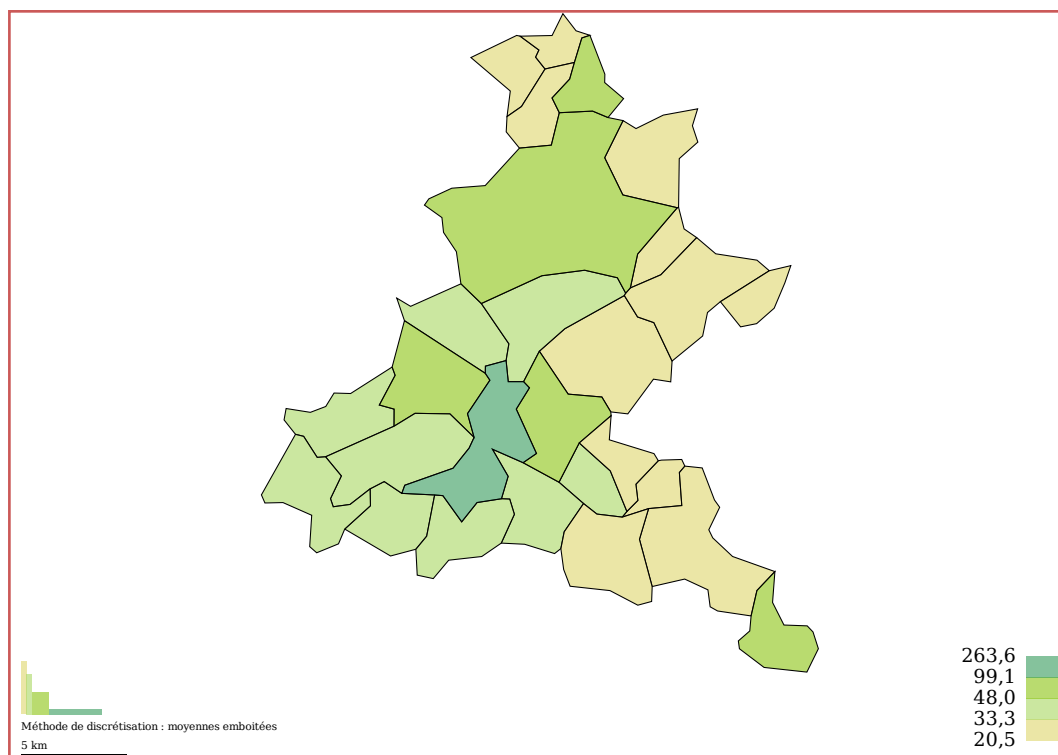 263,6
99,1
48,0
33,3
20,5
Méthode de discrétisation : moyennes emboitées
5 km